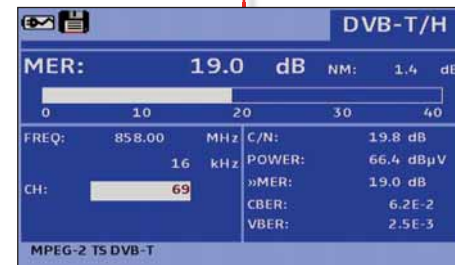 DVB-T/H
MER: 19.0 dB NM: 1.4 dB
0 10 20 30 40
FREQ: 858.00 MHz
16 kHz
CH: 69
C/N: 19.8 dB
POWER: 66.4 dBµV
»MER: 19.0 dB
CBER: 6.2E-2
VBER: 2.5E-3
MPEG-2 TS DVB-T